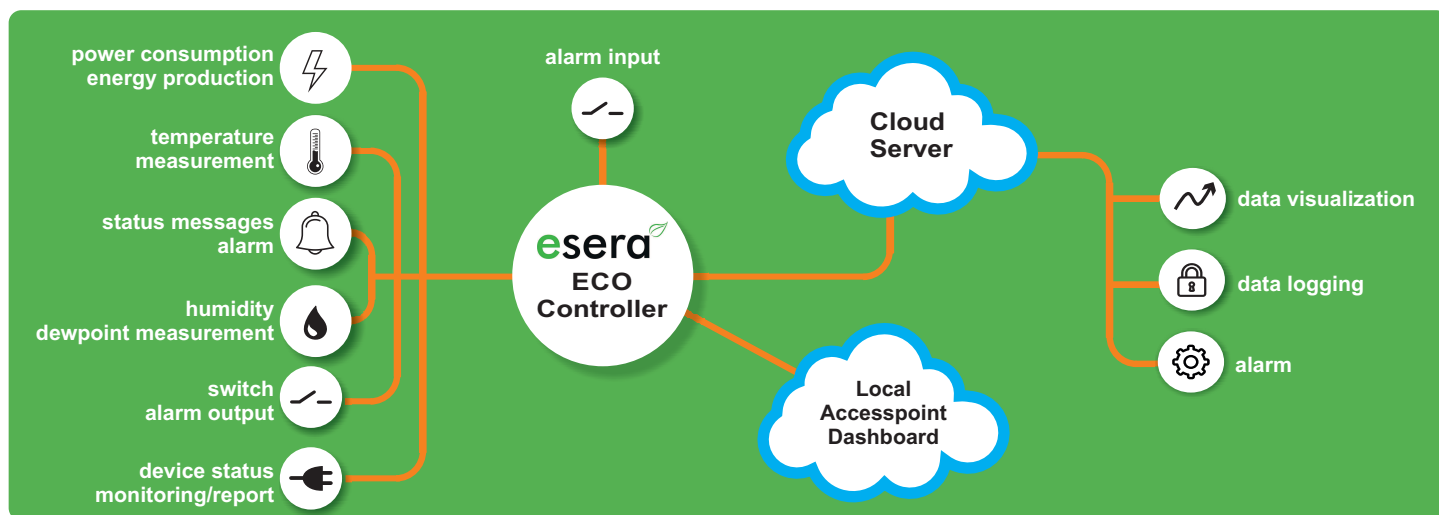 power consumption
energy production
temperature
measurement
status messages
alarm
humidity
dewpoint measurement
switch
alarm output
device status
monitoring/report
alarm input
esera
ECO
Controller
Cloud
Server
Local
Accesspoint
Dashboard
data visualization
data logging
alarm